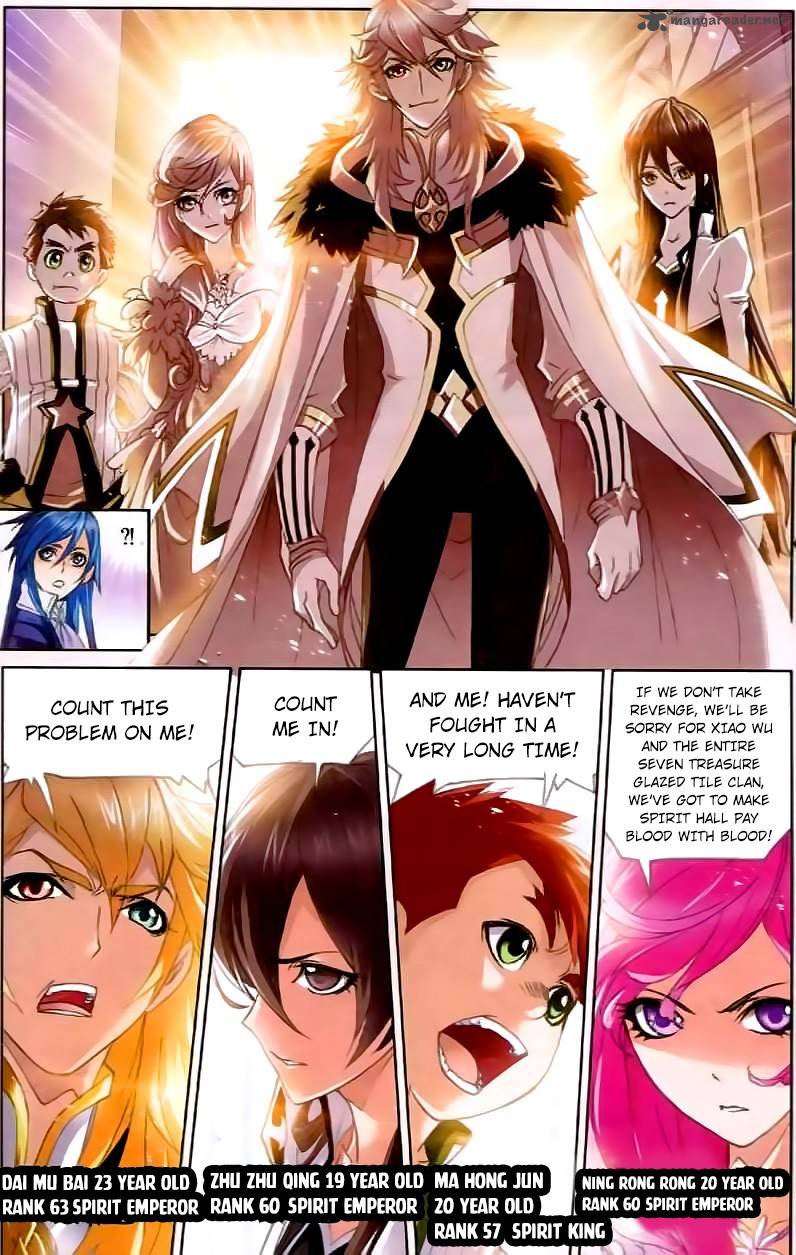 mangareader.net
?!
COUNT THIS
PROBLEM ON ME!
COUNT
ME IN!
AND ME! HAVEN'T
FOUGHT IN A
VERY LONG TIME!
IF WE DON'T TAKE
REVENGE, WE'LL BE
SORRY FOR XIAO WU
AND THE ENTIRE
SEVEN TREASURE
GLAZED TILE CLAN,
WE'VE GOT TO MAKE
SPIRIT HALL PAY
BLOOD WITH BLOOD!
DAI MU BAI 23 YEAR OLD
RANK 63 SPIRIT EMPEROR
ZHU ZHU QING 19 YEAR OLD
RANK 60 SPIRIT EMPEROR
MA HONG JUN
20 YEAR OLD
RANK 57 SPIRIT KING
NING RONG RONG 20 YEAR OLD
RANK 60 SPIRIT EMPEROR